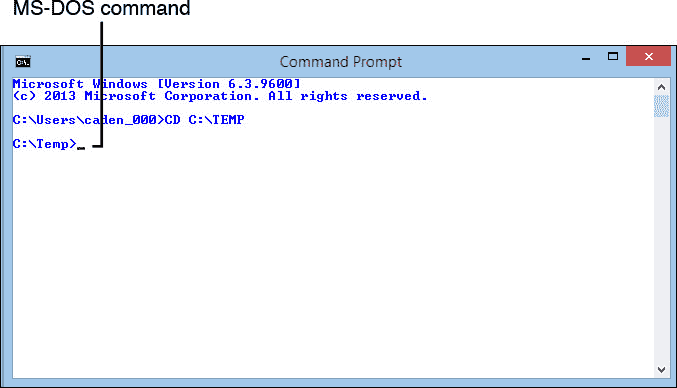 MS-DOS command
Command Prompt
Microsoft Windows [Version 6.3.9600]
(c) 2013 Microsoft Corporation. All rights reserved.
C:\Users\caden_000>CD C:\TEMP
C:\Temp>_